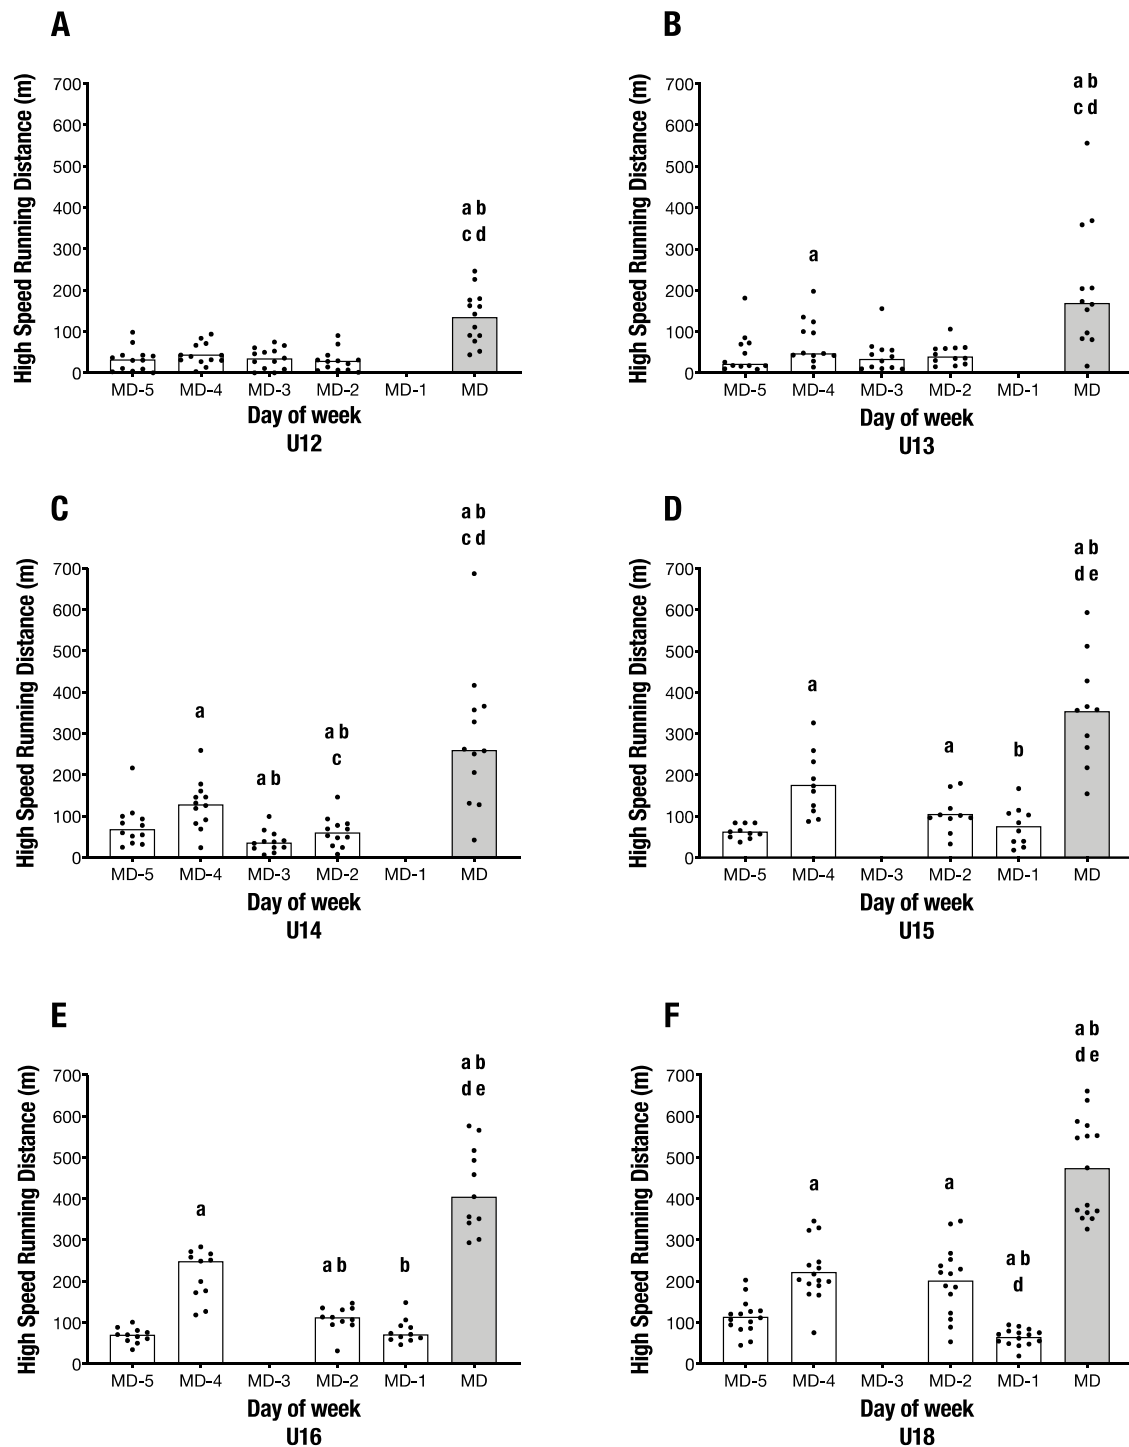 A
High Speed Running Distance (m)
700
600
500
400
300
200
100
0
a b
c d
MD-5 MD-4 MD-3 MD-2 MD-1 MD
Day of week
U12
B
High Speed Running Distance (m)
700
600
500
400
300
200
100
0
a
a b
c d
MD-5 MD-4 MD-3 MD-2 MD-1 MD
Day of week
U13
C
High Speed Running Distance (m)
700
600
500
400
300
200
100
0
a
a b
a b
c
a b
c d
MD-5 MD-4 MD-3 MD-2 MD-1 MD
Day of week
U14
D
High Speed Running Distance (m)
700
600
500
400
300
200
100
0
a
a
b
a b
d e
MD-5 MD-4 MD-3 MD-2 MD-1 MD
Day of week
U15
E
High Speed Running Distance (m)
700
600
500
400
300
200
100
0
a
a b
b
a b
d e
MD-5 MD-4 MD-3 MD-2 MD-1 MD
Day of week
U16
F
High Speed Running Distance (m)
700
600
500
400
300
200
100
0
a
a
a b
d
a b
d e
MD-5 MD-4 MD-3 MD-2 MD-1 MD
Day of week
U18